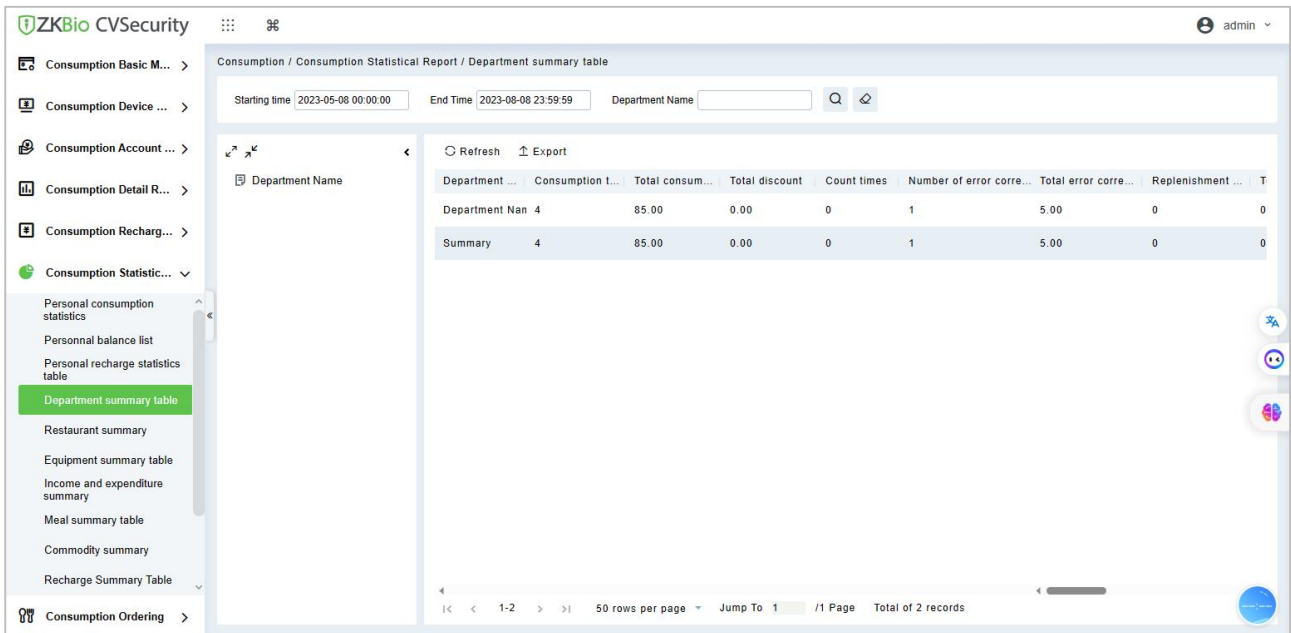 ZKBio CVSecurity
admin
Consumption Basic M...
Consumption Device ...
Consumption Account ...
Consumption Detail R...
Consumption Recharg...
Consumption Statistic...
Personal consumption
statistics
Personnal balance list
Personal recharge statistics
table
Department summary table
Restaurant summary
Equipment summary table
Income and expenditure
summary
Meal summary table
Commodity summary
Recharge Summary Table
Consumption Ordering
Consumption / Consumption Statistical Report / Department summary table
Starting time 2023-05-08 00:00:00 End Time 2023-08-08 23:59:59 Department Name
Department Name
Refresh Export
Department ... Consumption t... Total consum... Total discount Count times Number of error corre... Total error corre... Replenishment ... T
Department Nan 4 85.00 0.00 0 1 5.00 0 0
Summary 4 85.00 0.00 0 1 5.00 0 0
1-2 50 rows per page Jump To 1 /1 Page Total of 2 records